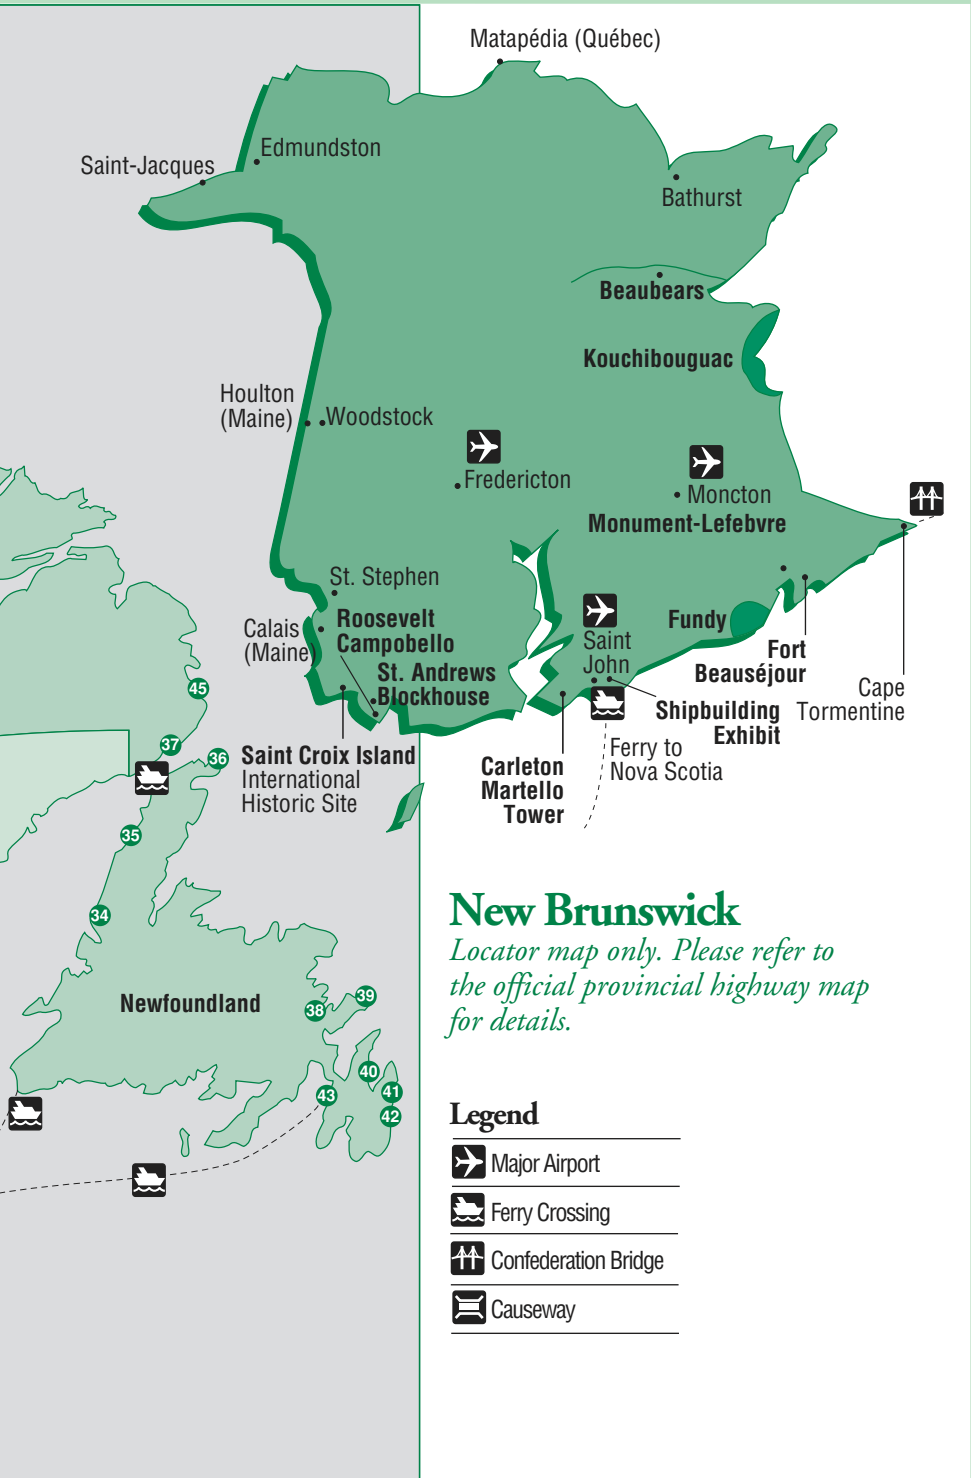 Matapédia (Québec)
Edmundston
Saint-Jacques
Bathurst
Beaubears
Kouchibouguac
Houlton
(Maine)
Woodstock
Fredericton
Moncton
Monument-Lefebvre
St. Stephen
Calais
(Maine)
Roosevelt
Campobello
St. Andrews
Blockhouse
Saint
John
Fundy
Fort
Beauséjour
Cape
Tormentine
Shipbuilding
Exhibit
Saint Croix Island
International
Historic Site
Carleton
Martello
Tower
Ferry to
Nova Scotia
45
37
36
35
34
Newfoundland
39
38
40
41
43
42
New Brunswick
Locator map only. Please refer to
the official provincial highway map
for details.
Legend
Major Airport
Ferry Crossing
Confederation Bridge
Causeway